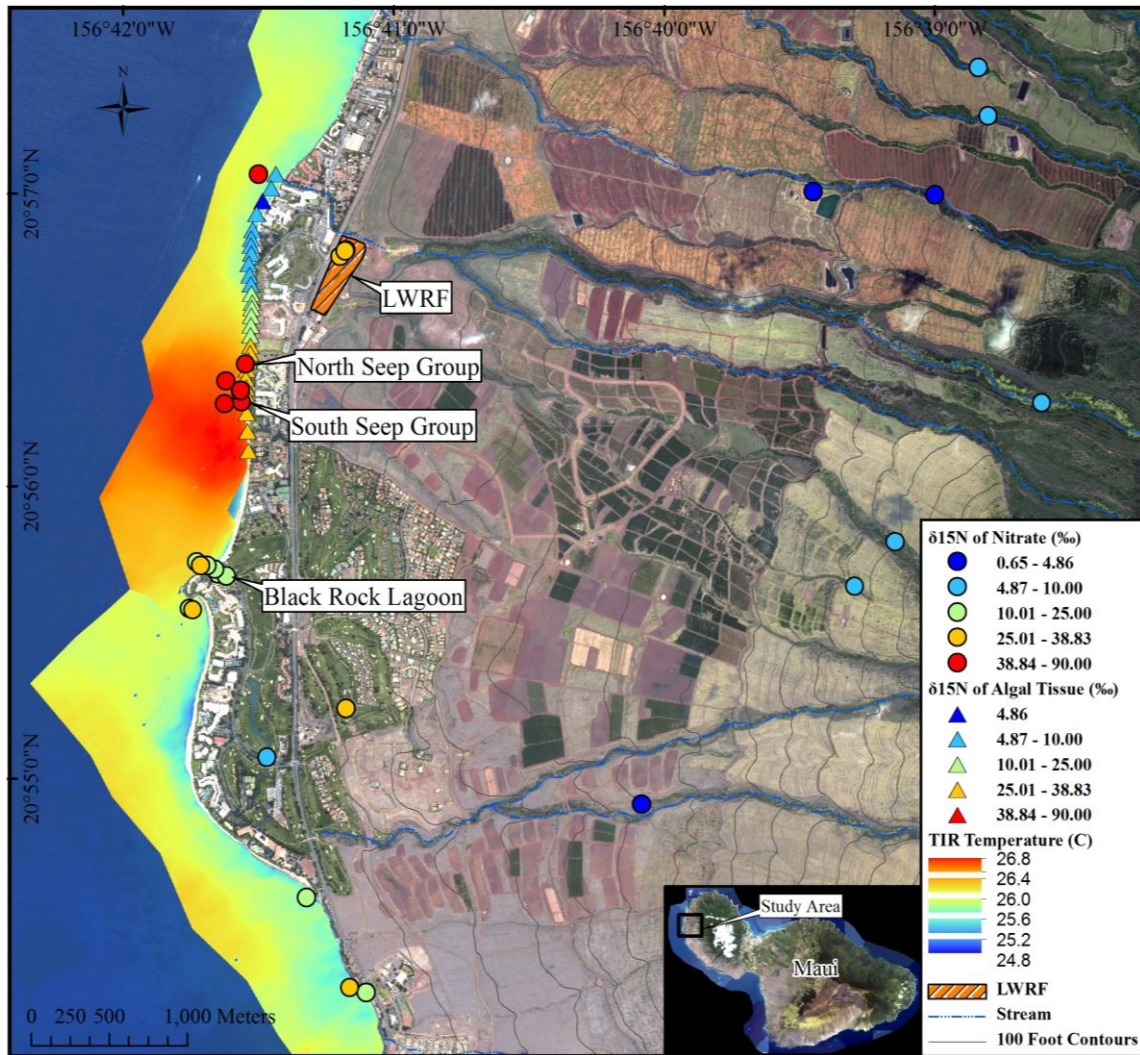 156°42'0"W
156°41'0"W
156°40'0"W
156°39'0"W
N
20°57'0"N
LWRF
North Seep Group
South Seep Group
20°56'0"N
Black Rock Lagoon
20°55'0"N
δ15N of Nitrate (‰)
0.65 - 4.86
4.87 - 10.00
10.01 - 25.00
25.01 - 38.83
38.84 - 90.00
δ15N of Algal Tissue (‰)
4.86
4.87 - 10.00
10.01 - 25.00
25.01 - 38.83
38.84 - 90.00
TIR Temperature (C)
26.8
26.4
26.0
25.6
25.2
24.8
LWRF
Stream
100 Foot Contours
Study Area
Maui
0 250 500 1,000 Meters